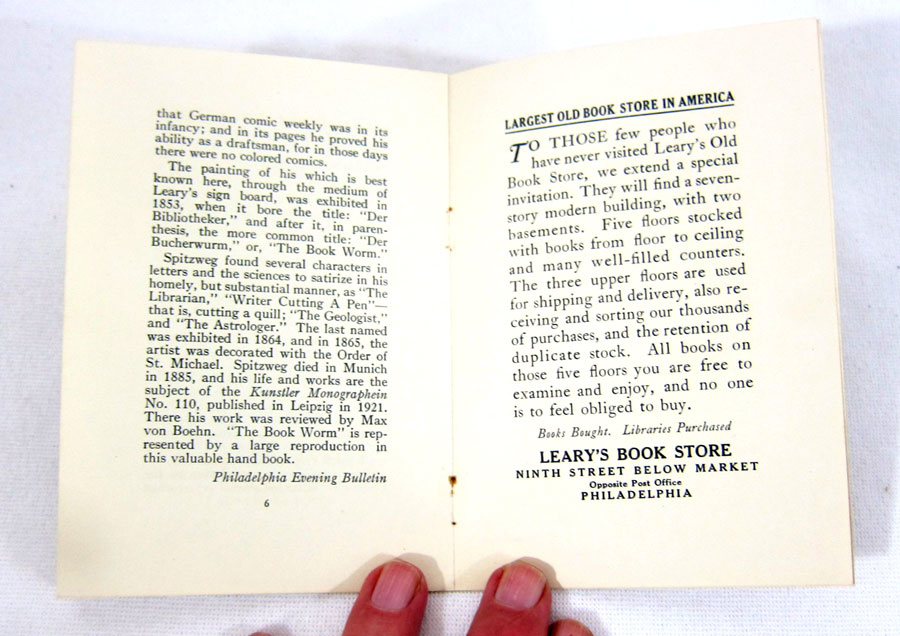 that German comic weekly was in its
infancy; and in its pages he proved his
ability as a draftsman, for in those days
there were no colored comics.
The painting of his which is best
known here, through the medium of
Leary's sign board, was exhibited in
1853, when it bore the title: "Der
Bibliotheker," and after it, in paren-
thesis, the more common title: "Der
Bucherwurm," or, "The Book Worm."
Spitzweg found several characters in
letters and the sciences to satirize in his
homely, but substantial manner, as "The
Librarian," "Writer Cutting A Pen"—
that is, cutting a quill; "The Geologist,"
and "The Astrologer." The last named
was exhibited in 1864, and in 1865, the
artist was decorated with the Order of
St. Michael. Spitzweg died in Munich
in 1885, and his life and works are the
subject of the Kunstler Monographein
No. 110, published in Leipzig in 1921.
There his work was reviewed by Max
von Boehn. "The Book Worm" is rep-
resented by a large reproduction in
this valuable hand book.
Philadelphia Evening Bulletin
6
LARGEST OLD BOOK STORE IN AMERICA
TO THOSE few people who
have never visited Leary's Old
Book Store, we extend a special
invitation. They will find a seven-
story modern building, with two
basements. Five floors stocked
with books from floor to ceiling
and many well-filled counters.
The three upper floors are used
for shipping and delivery, also re-
ceiving and sorting our thousands
of purchases, and the retention of
duplicate stock. All books on
those five floors you are free to
examine and enjoy, and no one
is to feel obliged to buy.
Books Bought. Libraries Purchased
LEARY'S BOOK STORE
NINTH STREET BELOW MARKET
Opposite Post Office
PHILADELPHIA